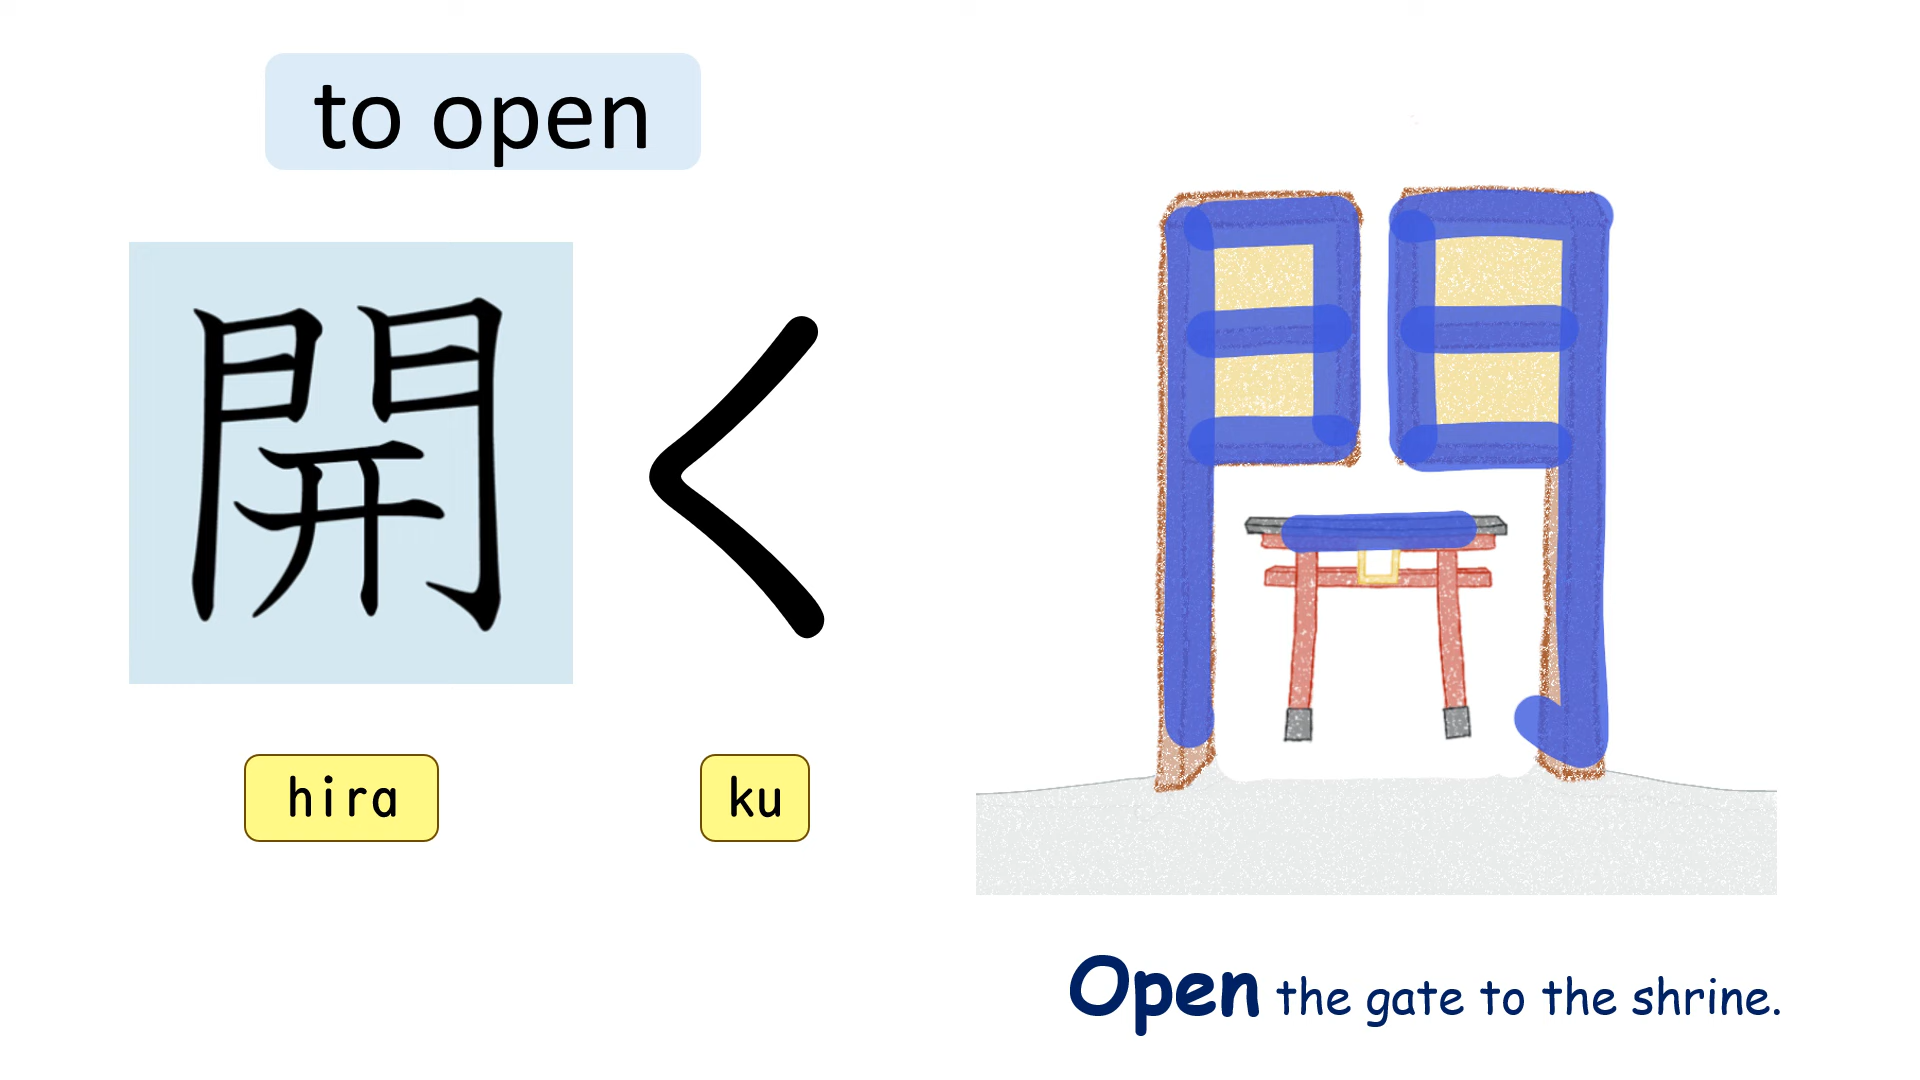 to open
開く
hira ku
Open the gate to the shrine.